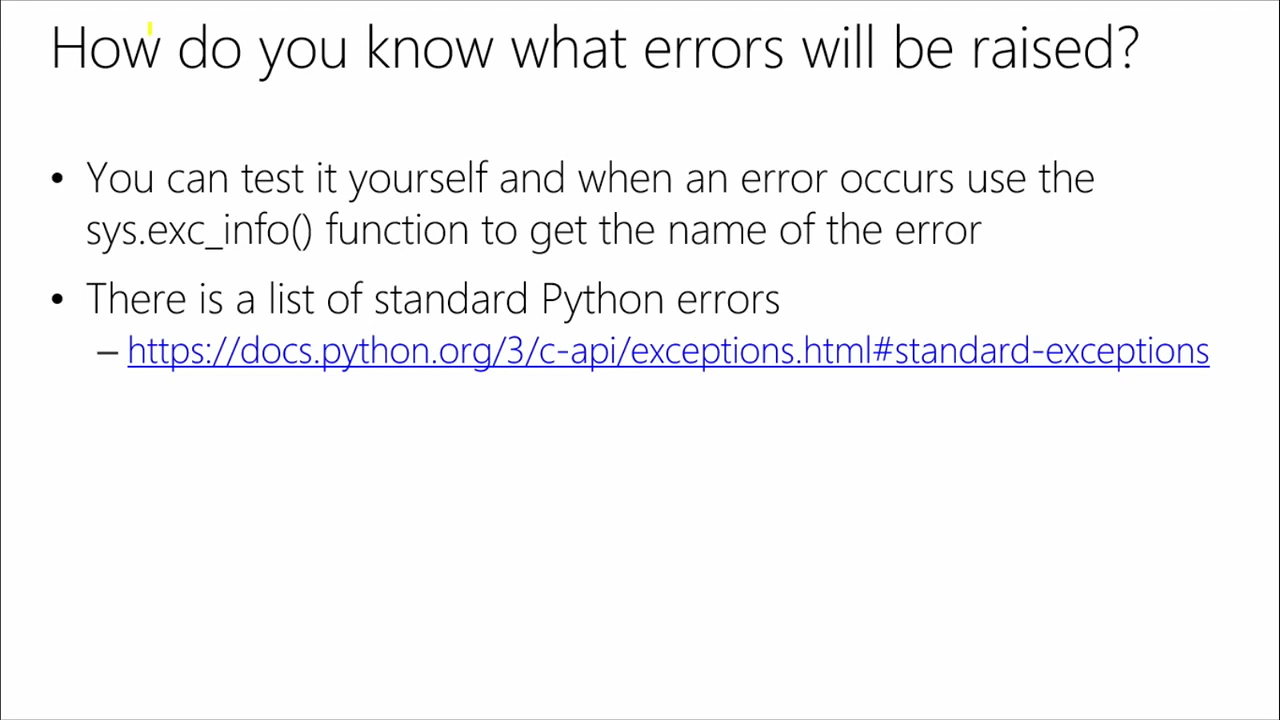 How do you know what errors will be raised?
• You can test it yourself and when an error occurs use the
sys.exc_info() function to get the name of the error
• There is a list of standard Python errors
– https://docs.python.org/3/c-api/exceptions.html#standard-exceptions